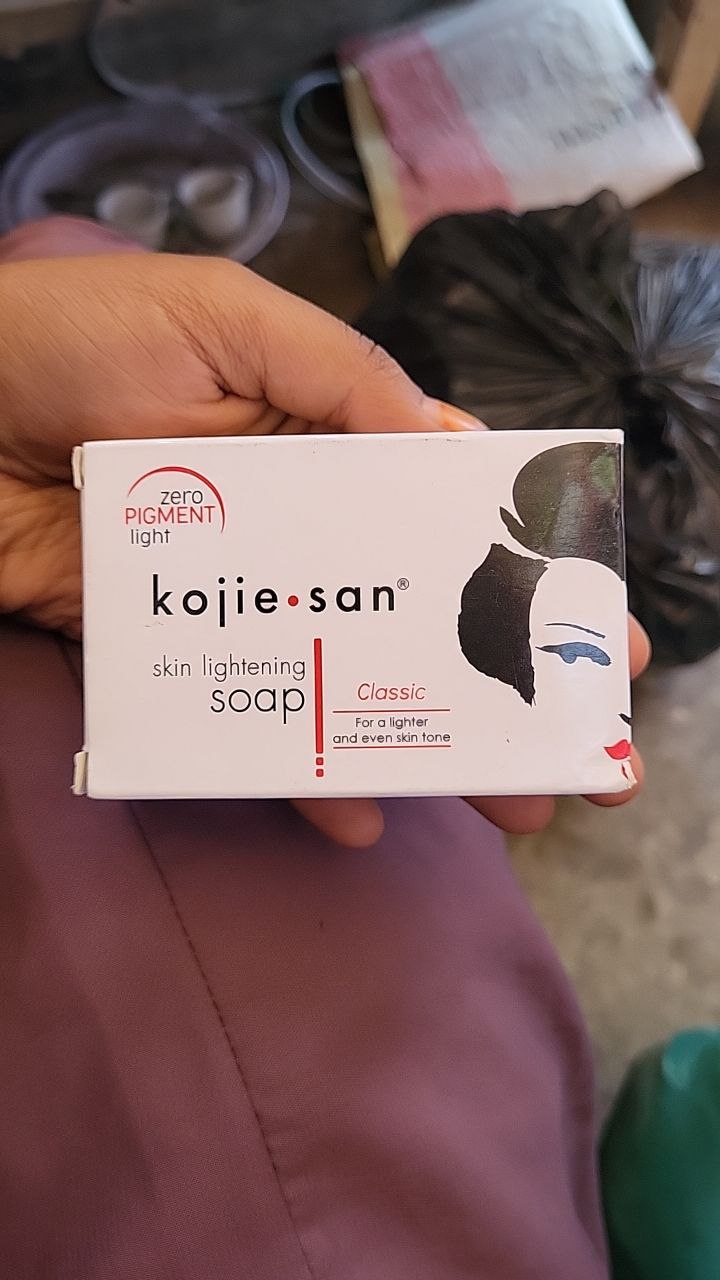 zero
PIGMENT
light
kojie•san®
skin lightening
soap
Classic
For a lighter
and even skin tone